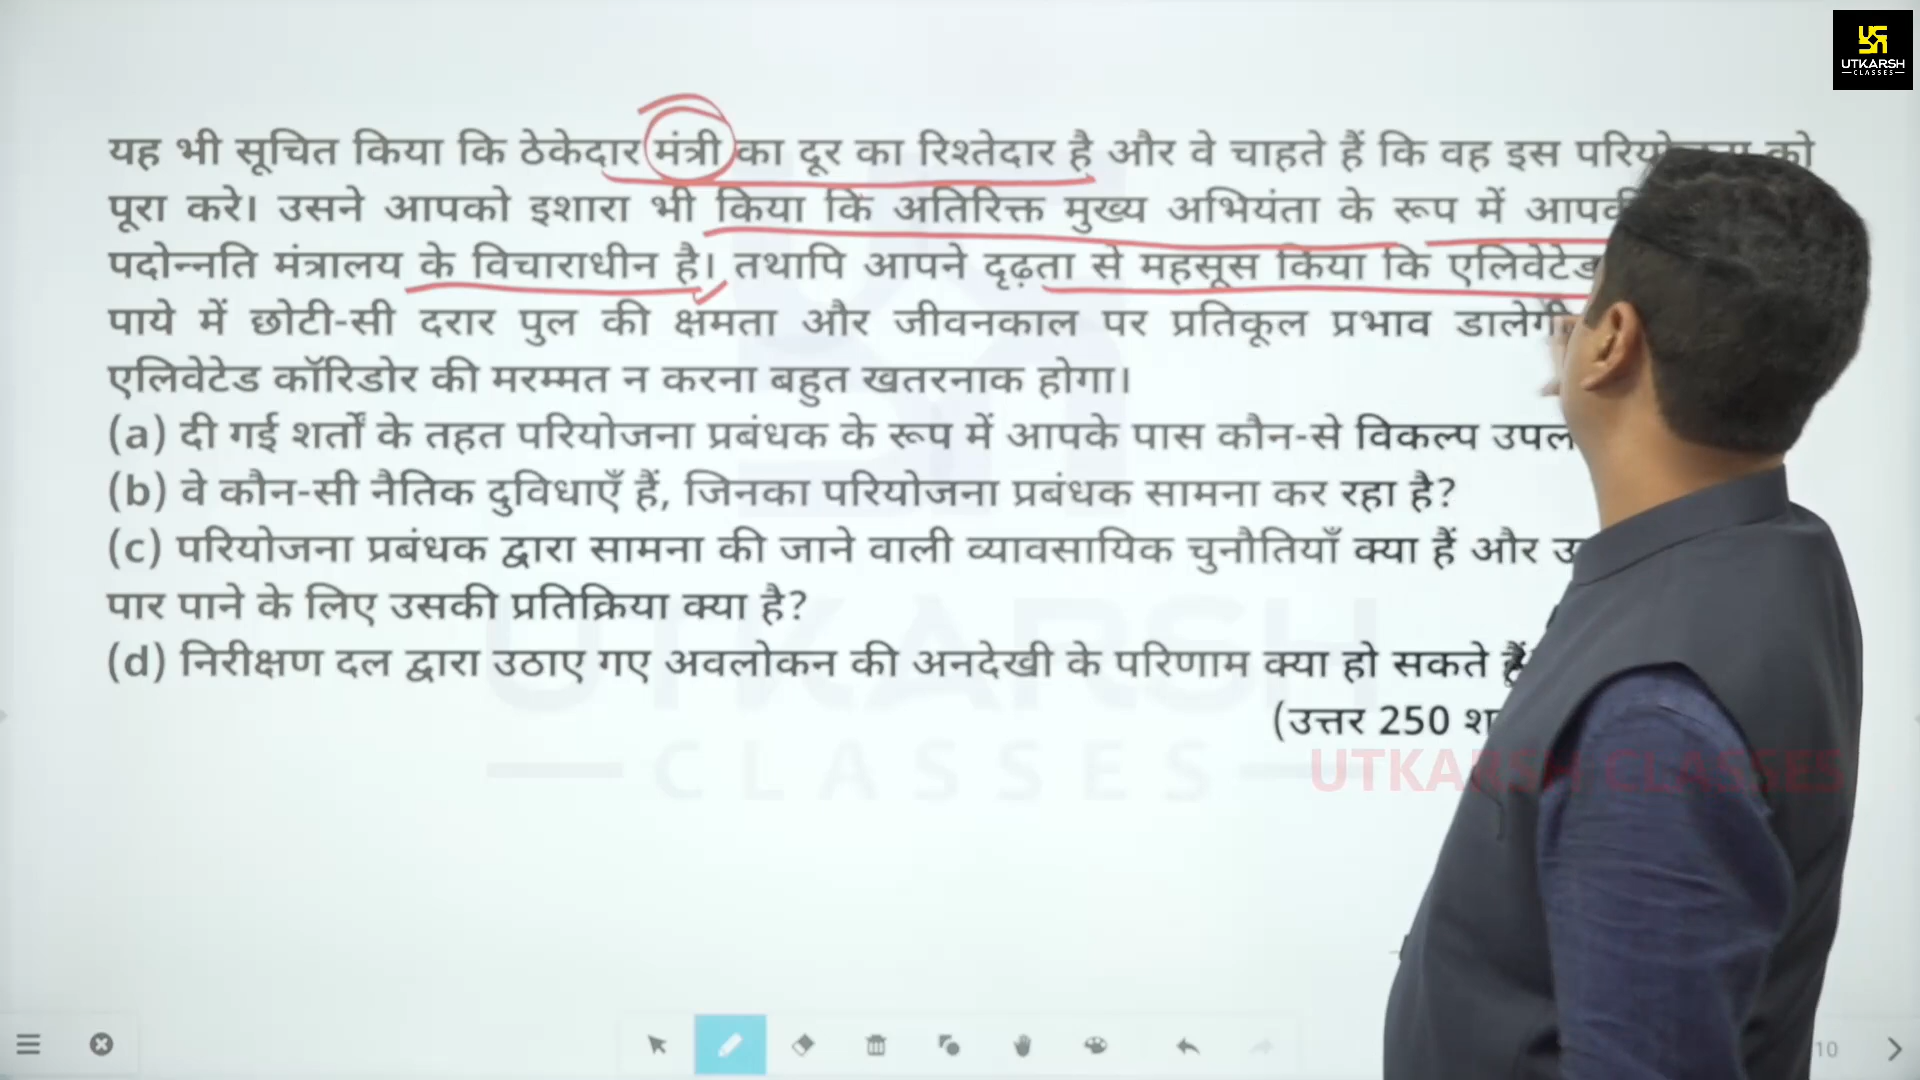 UTKARSH
CLASSES
यह भी सूचित किया कि ठेकेदार मंत्री का दूर का रिश्तेदार है और वे चाहते हैं कि वह इस को
पूरा करे। उसने आपको इशारा भी किया कि अतिरिक्त मुख्य अभियंता के रूप में
पदोन्नति मंत्रालय के विचाराधीन है। तथापि आपने दृढ़ता से महसूस किया कि एलिवेटेड
पाये में छोटी-सी दरार पुल की क्षमता और जीवनकाल पर प्रतिकूल प्रभाव डालेगी
एलिवेटेड कॉरिडोर की मरम्मत न करना बहुत खतरनाक होगा।
(a) दी गई शर्तों के तहत परियोजना प्रबंधक के रूप में आपके पास कौन-से विकल्प
(b) वे कौन-सी नैतिक दुविधाएँ हैं, जिनका परियोजना प्रबंधक सामना कर रहा है?
(c) परियोजना प्रबंधक द्वारा सामना की जाने वाली व्यावसायिक चुनौतियाँ क्या हैं और
पार पाने के लिए उसकी प्रतिक्रिया क्या है?
(d) निरीक्षण दल द्वारा उठाए गए अवलोकन की अनदेखी के परिणाम क्या हो सकते हैं
(उत्तर 250
UTKARSH
CLASSES
UTKARSH CLASSES
10